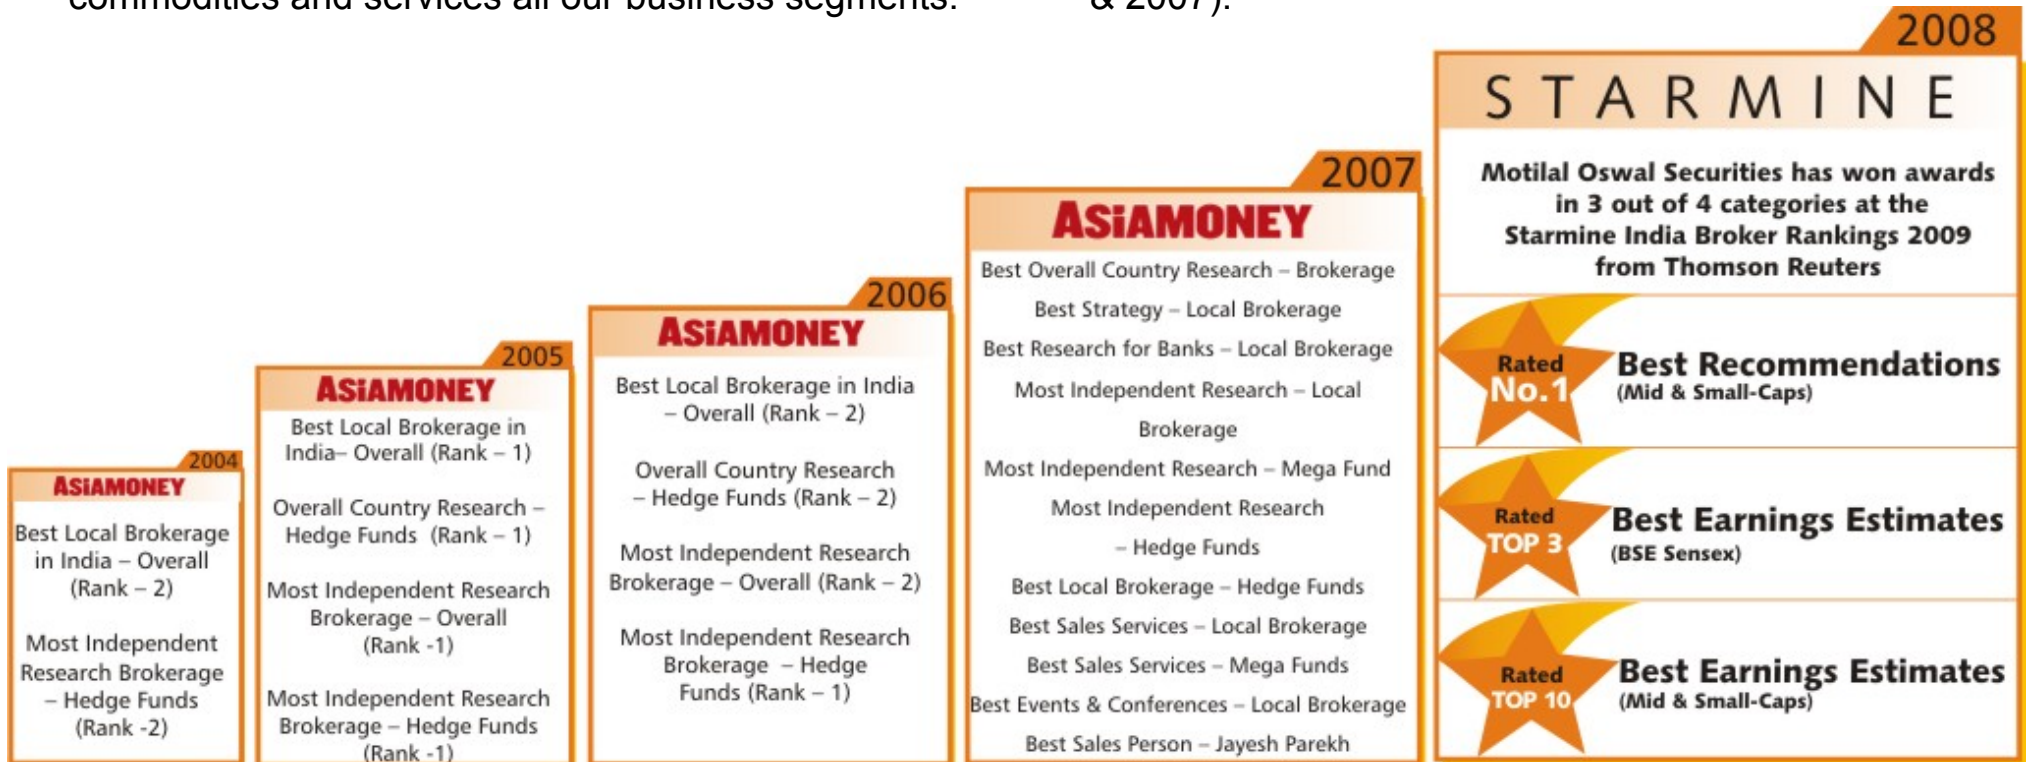 commodities and services all our business segments.
& 2007).
2004
ASiAMONEY
Best Local Brokerage
in India – Overall
(Rank – 2)
Most Independent
Research Brokerage
– Hedge Funds
(Rank -2)
2005
ASiAMONEY
Best Local Brokerage in
India– Overall (Rank – 1)
Overall Country Research –
Hedge Funds (Rank – 1)
Most Independent Research
Brokerage – Overall
(Rank -1)
Most Independent Research
Brokerage – Hedge Funds
(Rank -1)
2006
ASiAMONEY
Best Local Brokerage in India
– Overall (Rank – 2)
Overall Country Research
– Hedge Funds (Rank – 2)
Most Independent Research
Brokerage – Overall (Rank – 2)
Most Independent Research
Brokerage – Hedge
Funds (Rank – 1)
2007
ASiAMONEY
Best Overall Country Research – Brokerage
Best Strategy – Local Brokerage
Best Research for Banks – Local Brokerage
Most Independent Research – Local
Brokerage
Most Independent Research – Mega Fund
Most Independent Research
– Hedge Funds
Best Local Brokerage – Hedge Funds
Best Sales Services – Local Brokerage
Best Sales Services – Mega Funds
Best Events & Conferences – Local Brokerage
Best Sales Person – Jayesh Parekh
2008
STARMINE
Motilal Oswal Securities has won awards
in 3 out of 4 categories at the
Starmine India Broker Rankings 2009
from Thomson Reuters
Rated
No.1
Best Recommendations
(Mid & Small-Caps)
Rated
TOP 3
Best Earnings Estimates
(BSE Sensex)
Rated
TOP 10
Best Earnings Estimates
(Mid & Small-Caps)